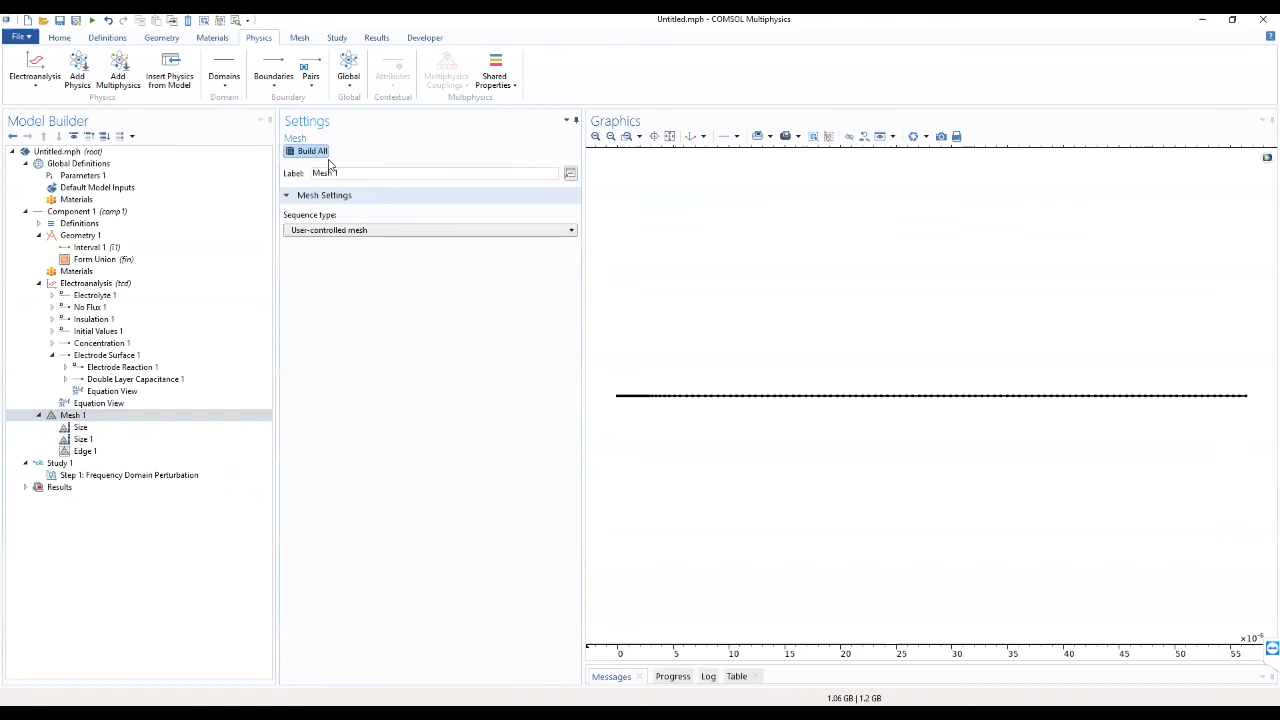 Untitled.mph - COMSOL Multiphysics
File
Home
Definitions
Geometry
Materials
Physics
Mesh
Study
Results
Developer
Electroanalysis
Add Physics
Add Multiphysics
Insert Physics from Model
Domains
Boundaries
Pairs
Global
Attributes
Multiphysics Couplings
Shared Properties
Physics
Domain
Boundary
Global
Contextual
Multiphysics
Model Builder
Untitled.mph (root)
Global Definitions
Parameters 1
Default Model Inputs
Materials
Component 1 (comp1)
Definitions
Geometry 1
Interval 1 (i1)
Form Union (fin)
Materials
Electroanalysis (tcd)
Electrolyte 1
No Flux 1
Insulation 1
Initial Values 1
Concentration 1
Electrode Surface 1
Electrode Reaction 1
Double Layer Capacitance 1
Equation View
Equation View
Mesh 1
Size
Size 1
Edge 1
Study 1
Step 1: Frequency Domain Perturbation
Results
Settings
Mesh
Build All
Label: Mesh 1
Mesh Settings
Sequence type:
User-controlled mesh
Graphics
×10⁻⁶
0 5 10 15 20 25 30 35 40 45 50 55
Messages
Progress
Log
Table
1.06 GB | 1.2 GB